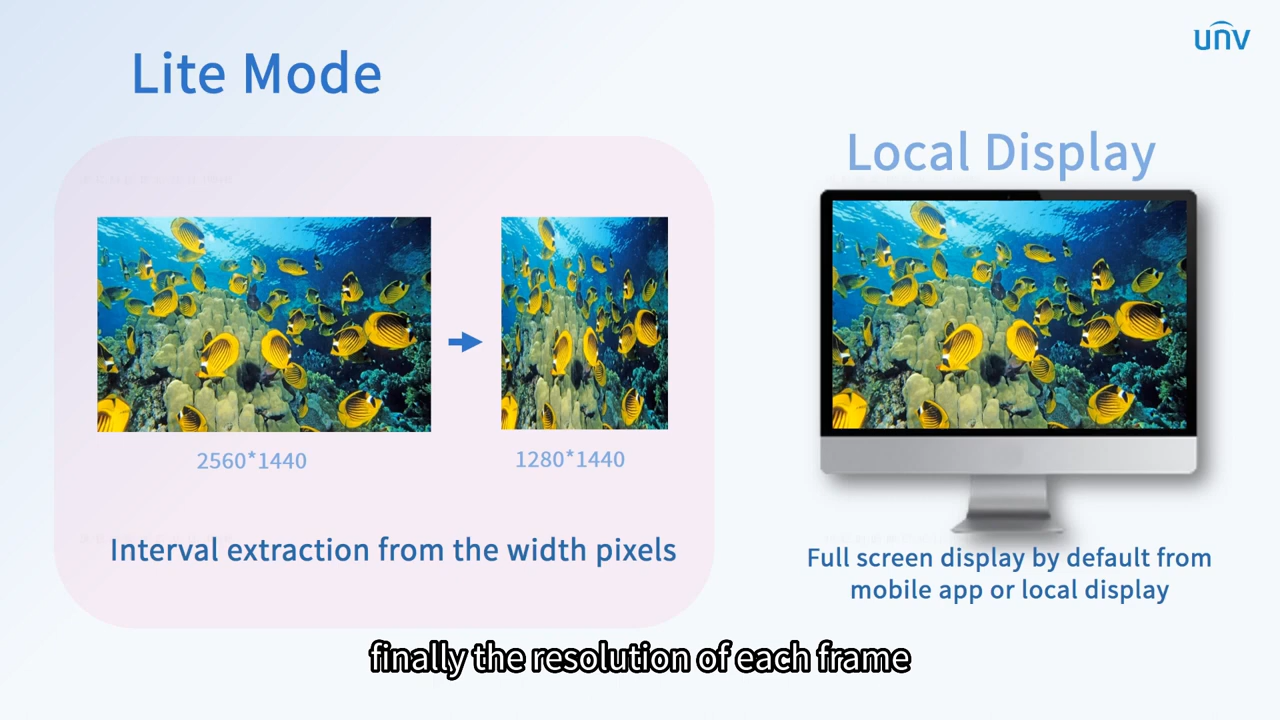 unv
Lite Mode
Local Display
2560*1440
1280*1440
Interval extraction from the width pixels
Full screen display by default from
mobile app or local display
finally the resolution of each frame